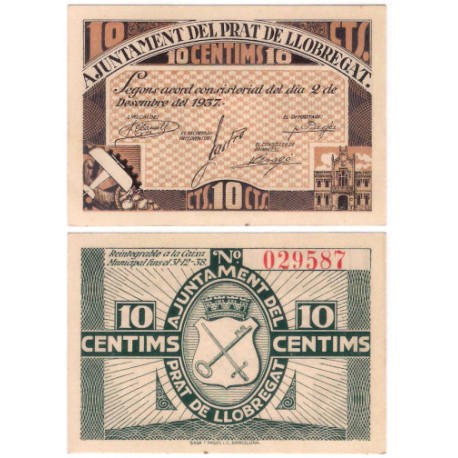 10 CTS.
AJUNTAMENT DEL PRAT DE LLOBREGAT.
10 CENTIMS 10
Segons acord consistorial del dia 2 de
Desembre del 1937.
L'ALCALDE
CTS. 10 CTS.
Reintegrable a la Caixa
Municipal fins el 31-12-38.
Nº 029587
AJUNTAMENT DEL
10 CENTIMS
10 CENTIMS
PRAT DE LLOBREGAT